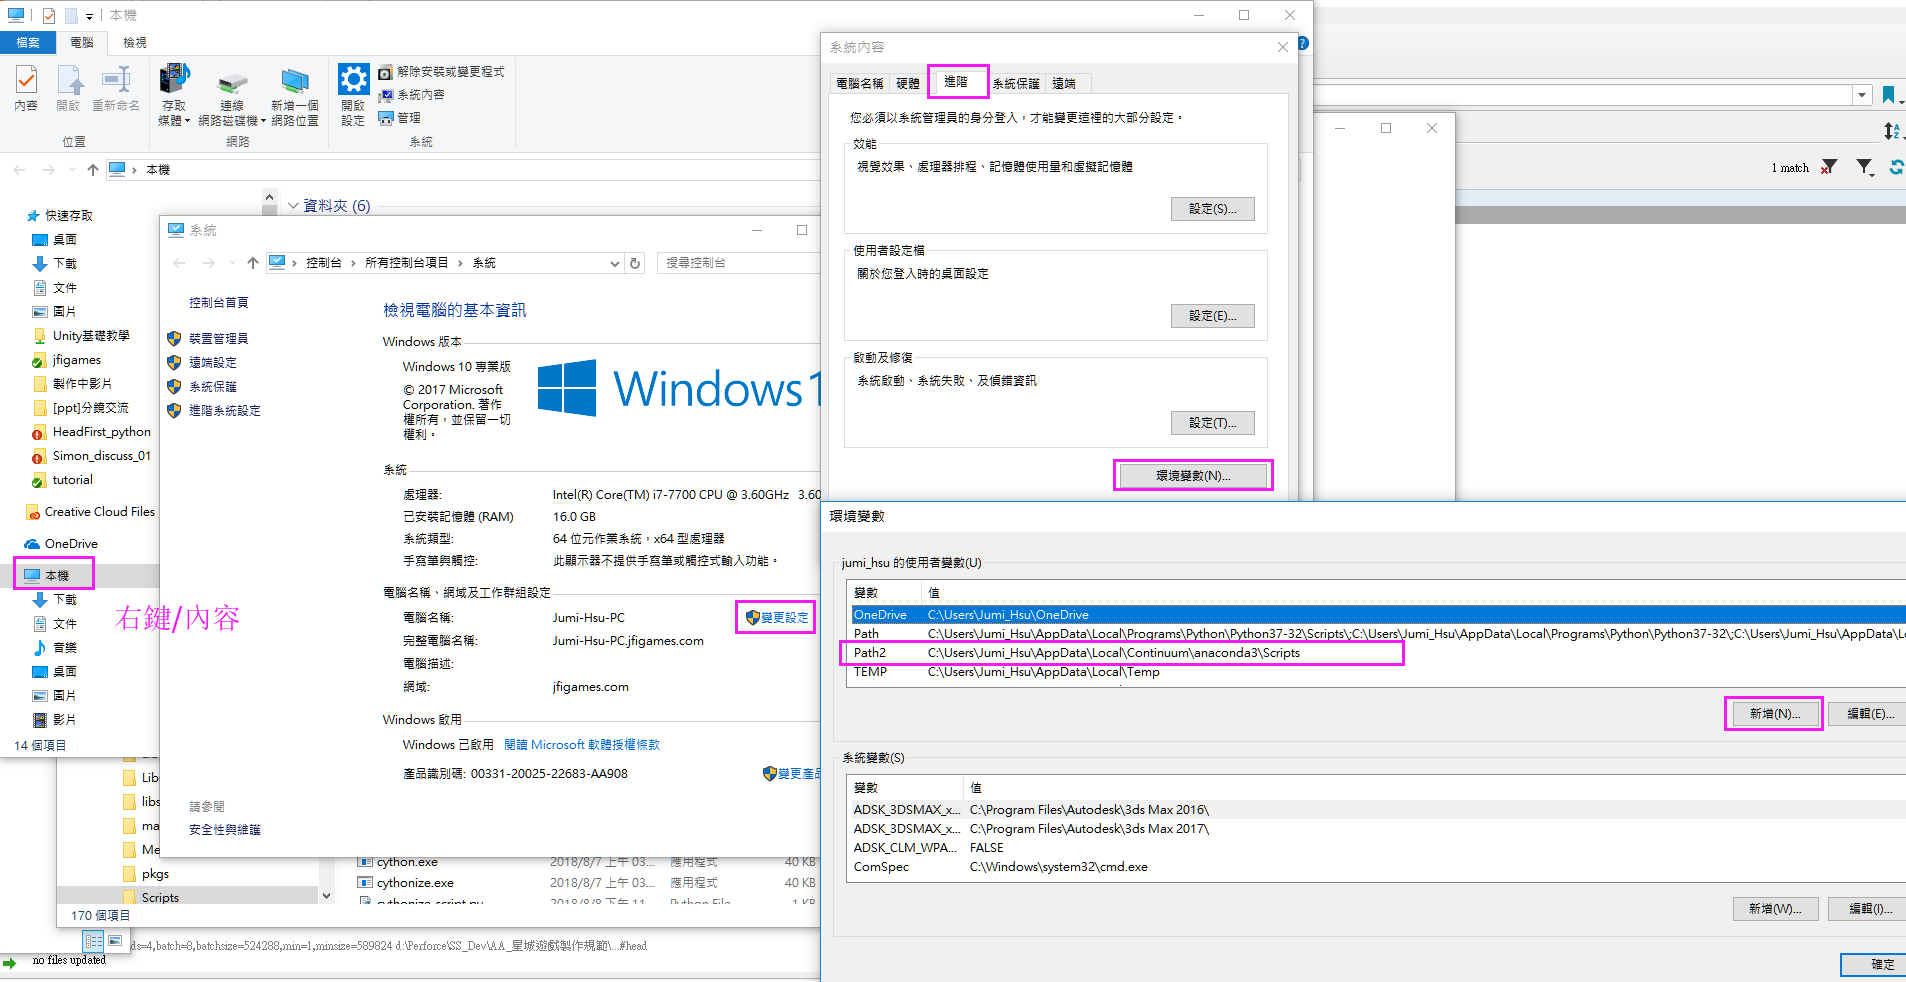 本機
檔案 電腦 檢視
內容 開啟 重新命名
存取
媒體
連線
網路磁碟機
新增一個
網路位置
開啟
設定
解除安裝或變更程式
系統內容
管理
位置 網路 系統
本機
快速存取
桌面
下載
文件
圖片
Unity基礎教學
jfigames
製作中影片
[ppt]分鏡交流
HeadFirst_python
Simon_discuss_01
tutorial
Creative Cloud Files
OneDrive
本機
下載
文件
音樂
桌面
圖片
影片
14 個項目
資料夾 (6)
右鍵/內容
系統
控制台 所有控制台項目 系統
搜尋控制台
控制台首頁
裝置管理員
遠端設定
系統保護
進階系統設定
請參閱
安全性與維護
檢視電腦的基本資訊
Windows 版本
Windows 10 專業版
© 2017 Microsoft
Corporation. 著作
權所有，並保留一切
權利。
Windows 1
系統
處理器: Intel(R) Core(TM) i7-7700 CPU @ 3.60GHz 3.60
已安裝記憶體 (RAM) 16.0 GB
系統類型: 64 位元作業系統，x64 型處理器
手寫筆與觸控: 此顯示器不提供手寫筆或觸控式輸入功能。
電腦名稱、網域及工作群組設定
電腦名稱: Jumi-Hsu-PC
變更設定
完整電腦名稱: Jumi-Hsu-PC.jfigames.com
電腦描述:
網域: jfigames.com
Windows 啟用
Windows 已啟用 閱讀 Microsoft 軟體授權條款
產品識別碼: 00331-20025-22683-AA908
變更產品
Lib
libs
ma
Me
pkgs
Scripts
170 個項目
cython.exe 2018/8/7 上午 03... 應用程式 40 KB
cythonize.exe 2018/8/7 上午 03... 應用程式 40 KB
cythonize-script.py 2018/8/8 下午 11... Python File 1 KB
ds=4,batch=8,batchsize=524288,min=1,minsize=589824 d:\Perforce\SS_Dev\AA_星城遊戲製作規範\...#head
no files updated
系統內容
電腦名稱 硬體 進階 系統保護 遠端
您必須以系統管理員的身分登入，才能變更這裡的大部分設定。
效能
視覺效果、處理器排程、記憶體使用量和虛擬記憶體
設定(S)...
使用者設定檔
關於您登入時的桌面設定
設定(E)...
啟動及修復
系統啟動、系統失敗、及偵錯資訊
設定(T)...
環境變數(N)...
1 match
環境變數
jumi_hsu 的使用者變數(U)
變數 值
OneDrive C:\Users\Jumi_Hsu\OneDrive
Path C:\Users\Jumi_Hsu\AppData\Local\Programs\Python\Python37-32\Scripts\;C:\Users\Jumi_Hsu\AppData\Local\Programs\Python\Python37-32\;C:\Users\Jumi_Hsu\AppData\Lo
Path2 C:\Users\Jumi_Hsu\AppData\Local\Continuum\anaconda3\Scripts
TEMP C:\Users\Jumi_Hsu\AppData\Local\Temp
新增(N)... 編輯(E)...
系統變數(S)
變數 值
ADSK_3DSMAX_x... C:\Program Files\Autodesk\3ds Max 2016\
ADSK_3DSMAX_x... C:\Program Files\Autodesk\3ds Max 2017\
ADSK_CLM_WPA... FALSE
ComSpec C:\Windows\system32\cmd.exe
新增(W)... 編輯(I)...
確定